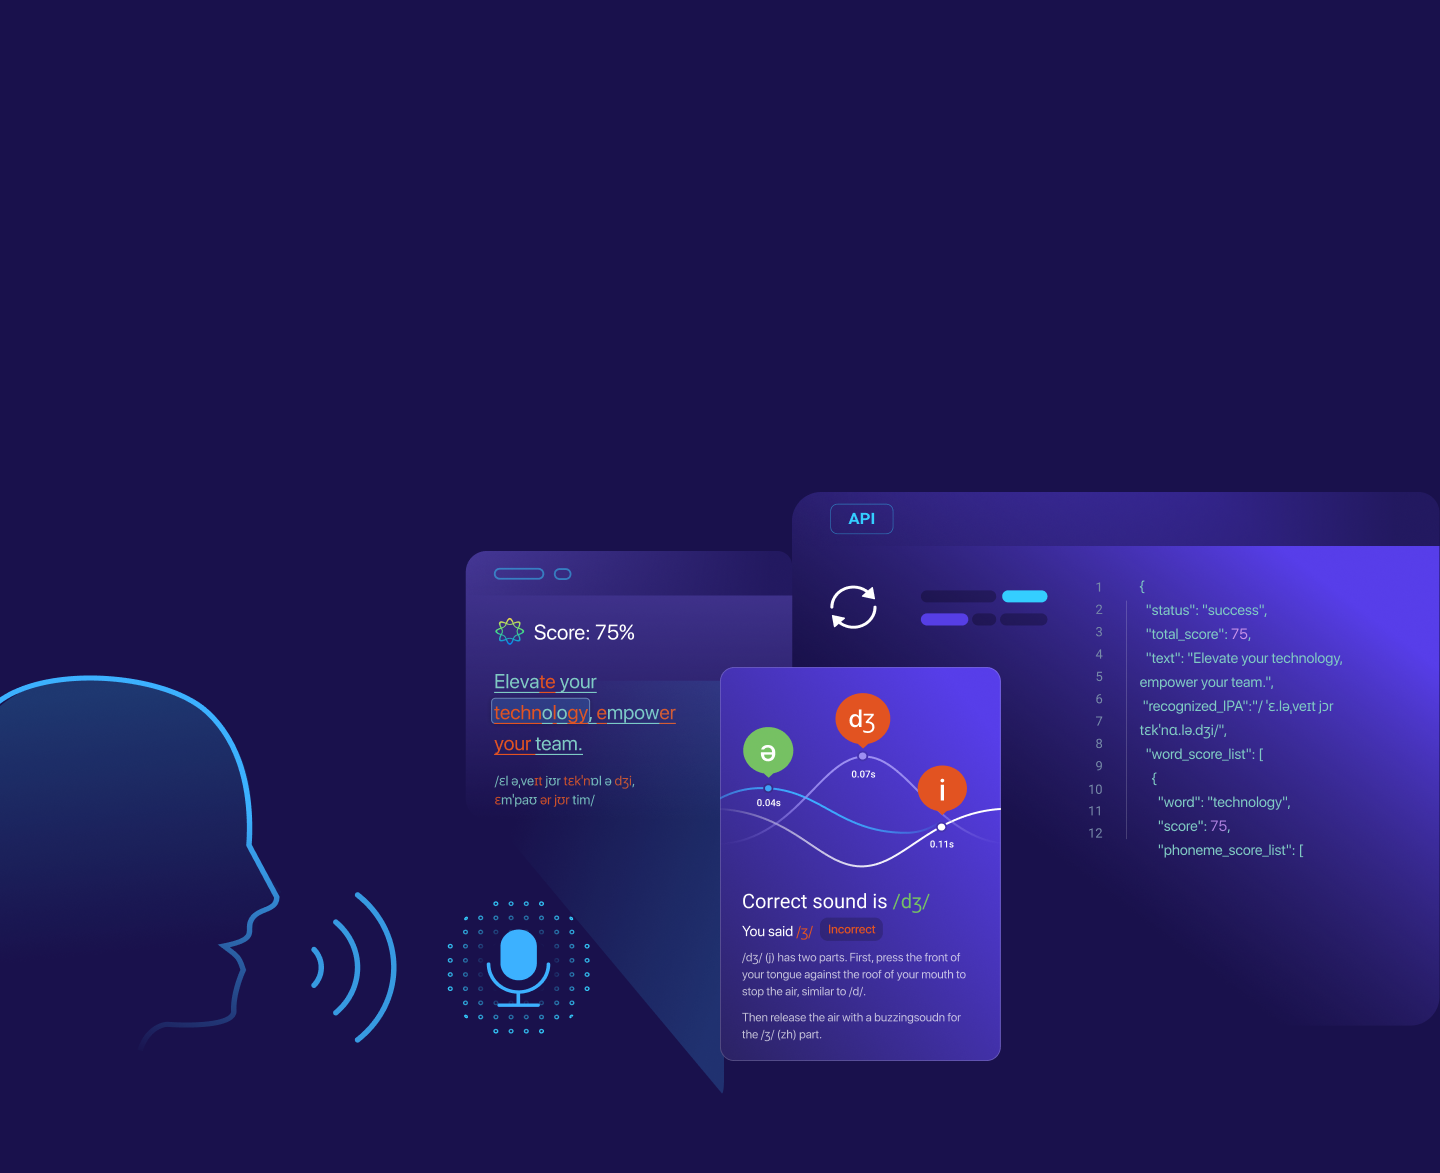 API
Score: 75%
Elevate your
technology, empower
your team.
/ɛl ə,veɪt jʊr tɛk'nɒl ə dʒi,
ɛm'paʊ ər jʊr tim/
ə
0.04s
dʒ
0.07s
i
0.11s
Correct sound is /dʒ/
You said /ʒ/ Incorrect
/dʒ/ (j) has two parts. First, press the front of
your tongue against the roof of your mouth to
stop the air, similar to /d/.
Then release the air with a buzzingsoudn for
the /ʒ/ (zh) part.
1
2
3
4
5
6
7
8
9
10
11
12
{
"status": "success",
"total_score": 75,
"text": "Elevate your technology,
empower your team.",
"recognized_IPA":"/ ˈɛ.ləˌveɪt jɔr
tɛkˈnɑ.lə.dʒi/",
"word_score_list": [
{
"word": "technology",
"score": 75,
"phoneme_score_list": [